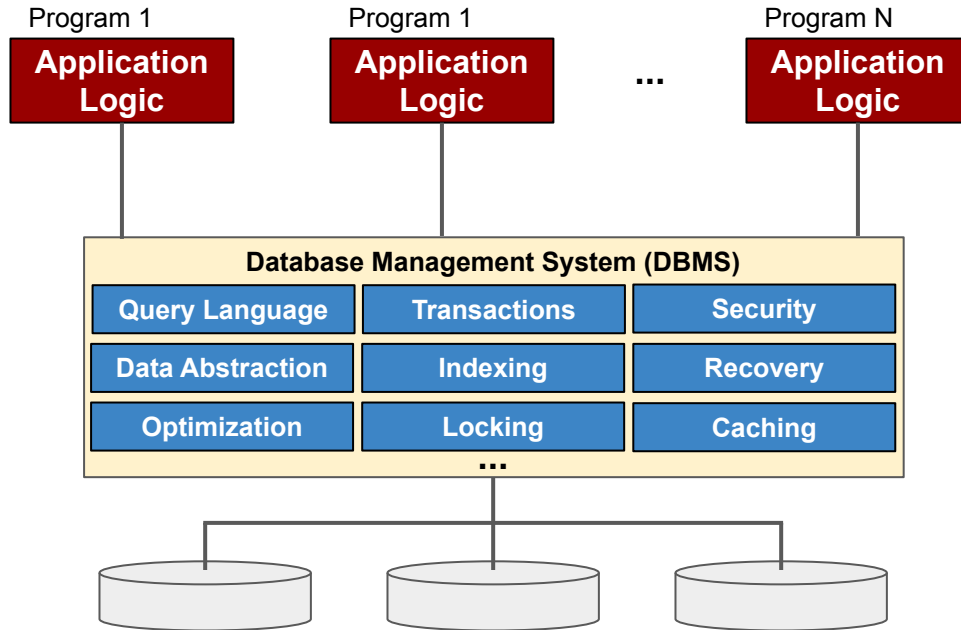 Program 1
Program 1
Program N
Application
Logic
Application
Logic
...
Application
Logic
Database Management System (DBMS)
Query Language
Transactions
Security
Data Abstraction
Indexing
Recovery
Optimization
Locking
Caching
...